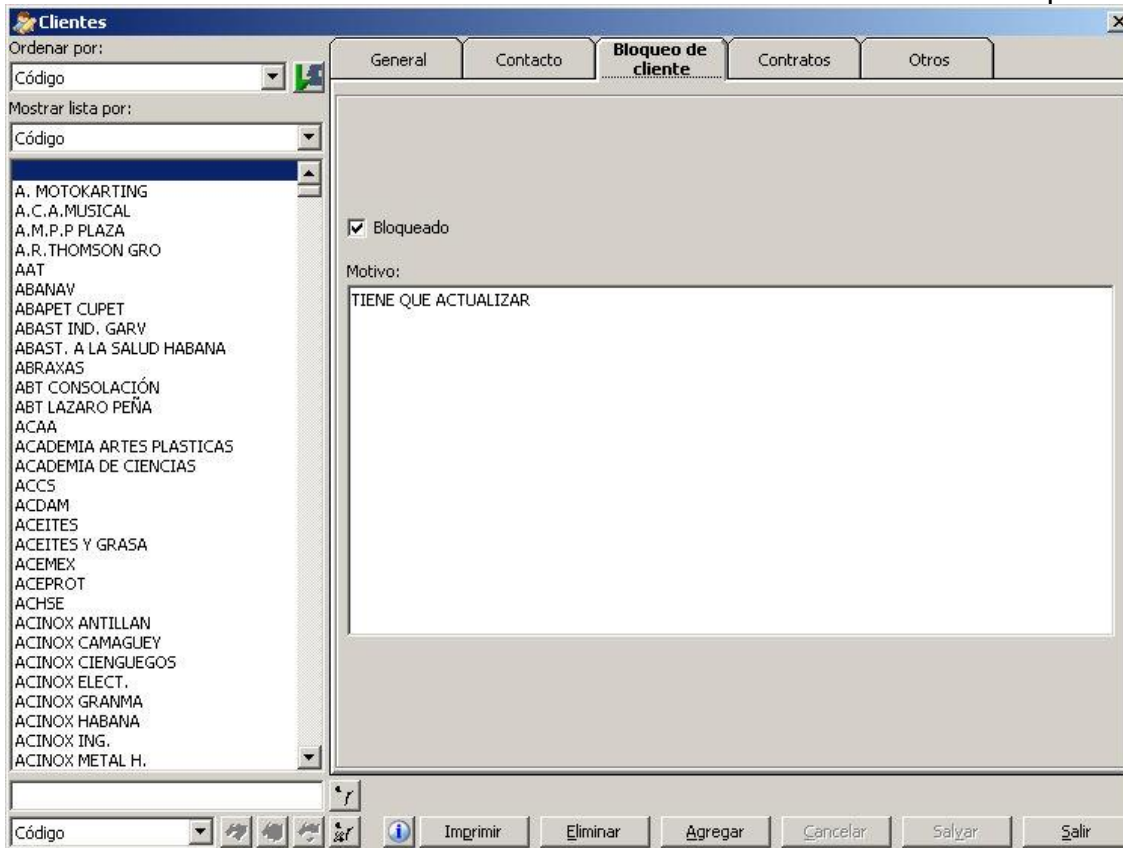 Clientes
Ordenar por:
Código
Mostrar lista por:
Código
A. MOTOKARTING
A.C.A.MUSICAL
A.M.P.P PLAZA
A.R.THOMSON GRO
AAT
ABANAV
ABAPET CUPET
ABAST IND. GARV
ABAST. A LA SALUD HABANA
ABRAXAS
ABT CONSOLACIÓN
ABT LAZARO PEÑA
ACAA
ACADEMIA ARTES PLASTICAS
ACADEMIA DE CIENCIAS
ACCS
ACDAM
ACEITES
ACEITES Y GRASA
ACEMEX
ACEPROT
ACHSE
ACINOX ANTILLAN
ACINOX CAMAGUEY
ACINOX CIENGUEGOS
ACINOX ELECT.
ACINOX GRANMA
ACINOX HABANA
ACINOX ING.
ACINOX METAL H.
Código
General
Contacto
Bloqueo de
cliente
Contratos
Otros
Bloqueado
Motivo:
TIENE QUE ACTUALIZAR
Imprimir
Eliminar
Agregar
Cancelar
Salvar
Salir